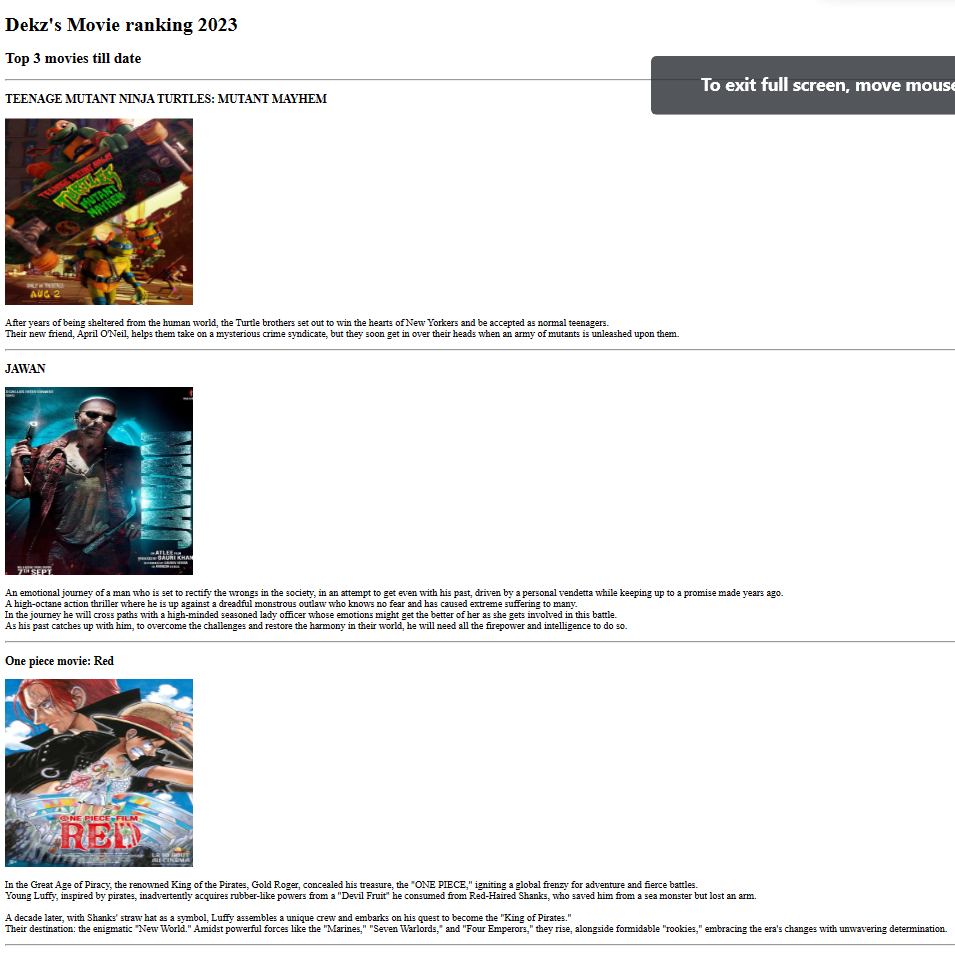 Dekz's Movie ranking 2023
Top 3 movies till date
To exit full screen, move mouse
TEENAGE MUTANT NINJA TURTLES: MUTANT MAYHEM
TEENAGE MUTANT NINJA
TURTLES
MUTANT
MAYHEM
AUG 2
After years of being sheltered from the human world, the Turtle brothers set out to win the hearts of New Yorkers and be accepted as normal teenagers.
Their new friend, April O'Neil, helps them take on a mysterious crime syndicate, but they soon get in over their heads when an army of mutants is unleashed upon them.
JAWAN
JAWAN
ATLEE
GAURI KHAN
7TH SEPT
An emotional journey of a man who is set to rectify the wrongs in the society, in an attempt to get even with his past, driven by a personal vendetta while keeping up to a promise made years ago.
A high-octane action thriller where he is up against a dreadful monstrous outlaw who knows no fear and has caused extreme suffering to many.
In the journey he will cross paths with a high-minded seasoned lady officer whose emotions might get the better of her as she gets involved in this battle.
As his past catches up with him, to overcome the challenges and restore the harmony in their world, he will need all the firepower and intelligence to do so.
One piece movie: Red
ONE PIECE FILM
RED
In the Great Age of Piracy, the renowned King of the Pirates, Gold Roger, concealed his treasure, the "ONE PIECE," igniting a global frenzy for adventure and fierce battles.
Young Luffy, inspired by pirates, inadvertently acquires rubber-like powers from a "Devil Fruit" he consumed from Red-Haired Shanks, who saved him from a sea monster but lost an arm.
A decade later, with Shanks' straw hat as a symbol, Luffy assembles a unique crew and embarks on his quest to become the "King of Pirates."
Their destination: the enigmatic "New World." Amidst powerful forces like the "Marines," "Seven Warlords," and "Four Emperors," they rise, alongside formidable "rookies," embracing the era's changes with unwavering determination.